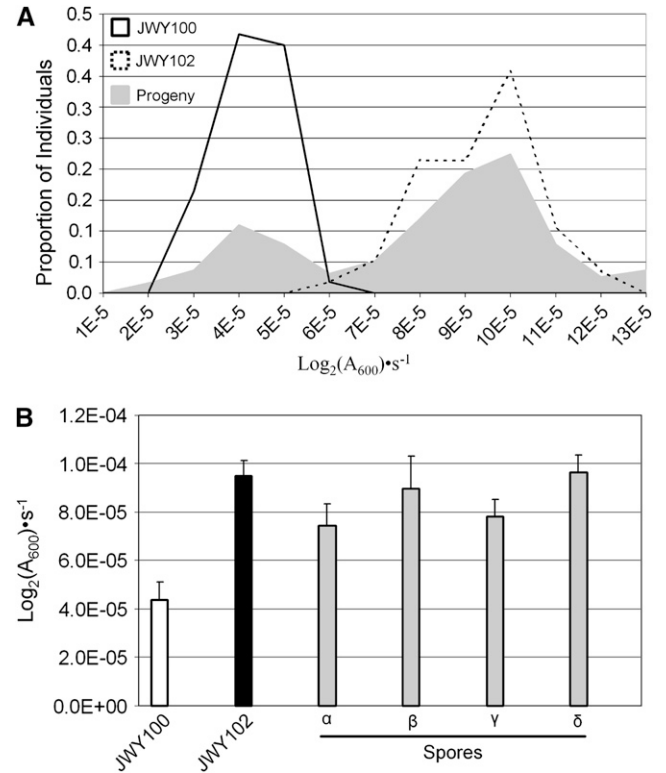 A
0.5
0.4
0.4
0.3
0.3
0.2
0.2
0.1
0.1
0.0
Proportion of Individuals
JWY100
JWY102
Progeny
1E-5
2E-5
3E-5
4E-5
5E-5
6E-5
7E-5
8E-5
9E-5
10E-5
11E-5
12E-5
13E-5
Log₂(A₆₀₀)•s⁻¹
B
1.2E-04
1.0E-04
8.0E-05
6.0E-05
4.0E-05
2.0E-05
0.0E+00
Log₂(A₆₀₀)•s⁻¹
JWY100
JWY102
α
β
γ
δ
Spores